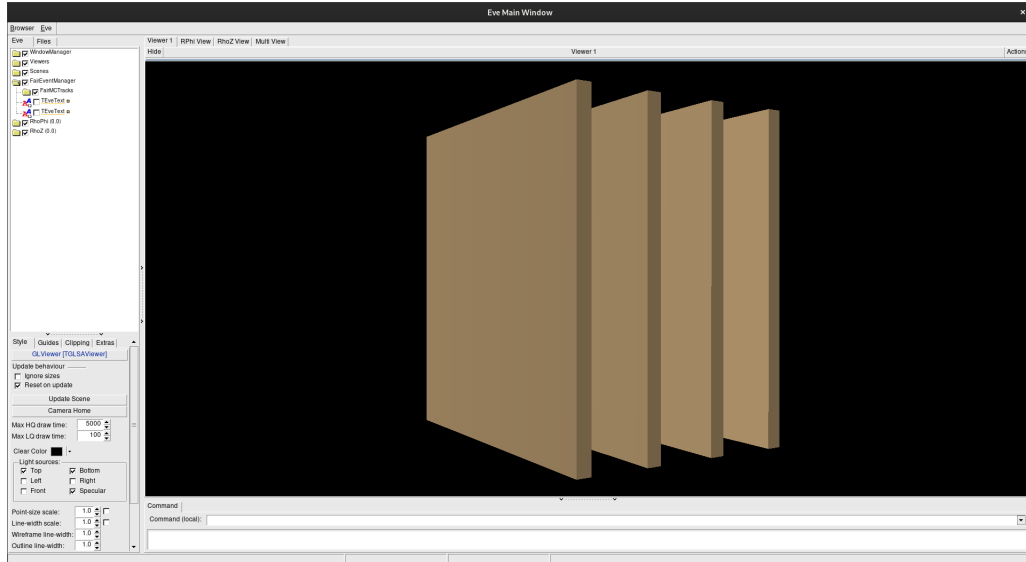 Eve Main Window
Browser Eve
Eve Files
WindowManager
Viewers
Scenes
FairEventManager
FairMCTracks
TEveText
TEveText
RhoPhi (0.0)
RhoZ (0.0)
Viewer 1 RPhi View RhoZ View Multi View
Hide Viewer 1 Actions
Style Guides Clipping Extras
GLViewer [TGLSAViewer]
Update behaviour
Ignore sizes
Reset on update
Update Scene
Camera Home
Max HQ draw time: 5000
Max LQ draw time: 100
Clear Color
Light sources:
Top Bottom
Left Right
Front Specular
Point-size scale: 1.0
Line-width scale: 1.0
Wireframe line-width: 1.0
Outline line-width: 1.0
Command
Command (local):